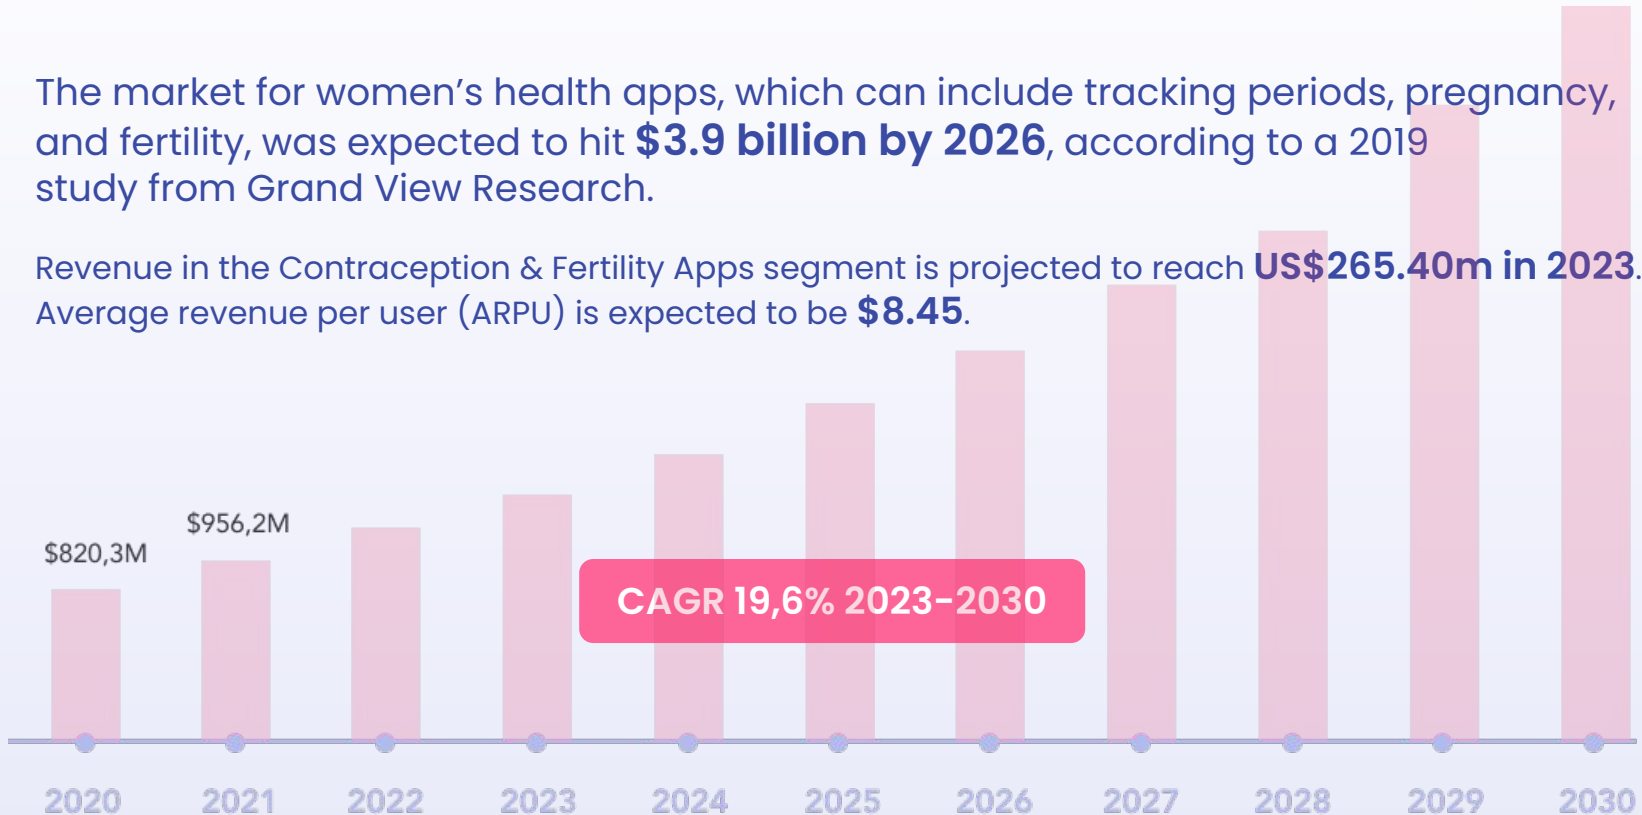 The market for women’s health apps, which can include tracking periods, pregnancy,
and fertility, was expected to hit $3.9 billion by 2026, according to a 2019
study from Grand View Research.
Revenue in the Contraception & Fertility Apps segment is projected to reach US$265.40m in 2023.
Average revenue per user (ARPU) is expected to be $8.45.
$956,2M
$820,3M
CAGR 19,6% 2023-2030
2020 2021 2022 2023 2024 2025 2026 2027 2028 2029 2030